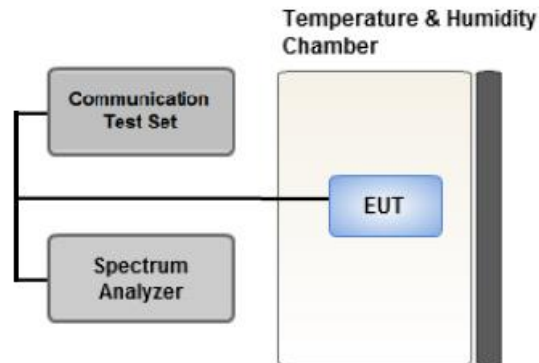 Temperature & Humidity
Chamber
Communication
Test Set
EUT
Spectrum
Analyzer